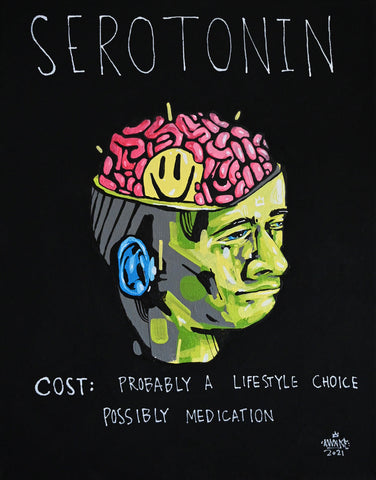 SEROTONIN
COST: PROBABLY A LIFESTYLE CHOICE
POSSIBLY MEDICATION
2021